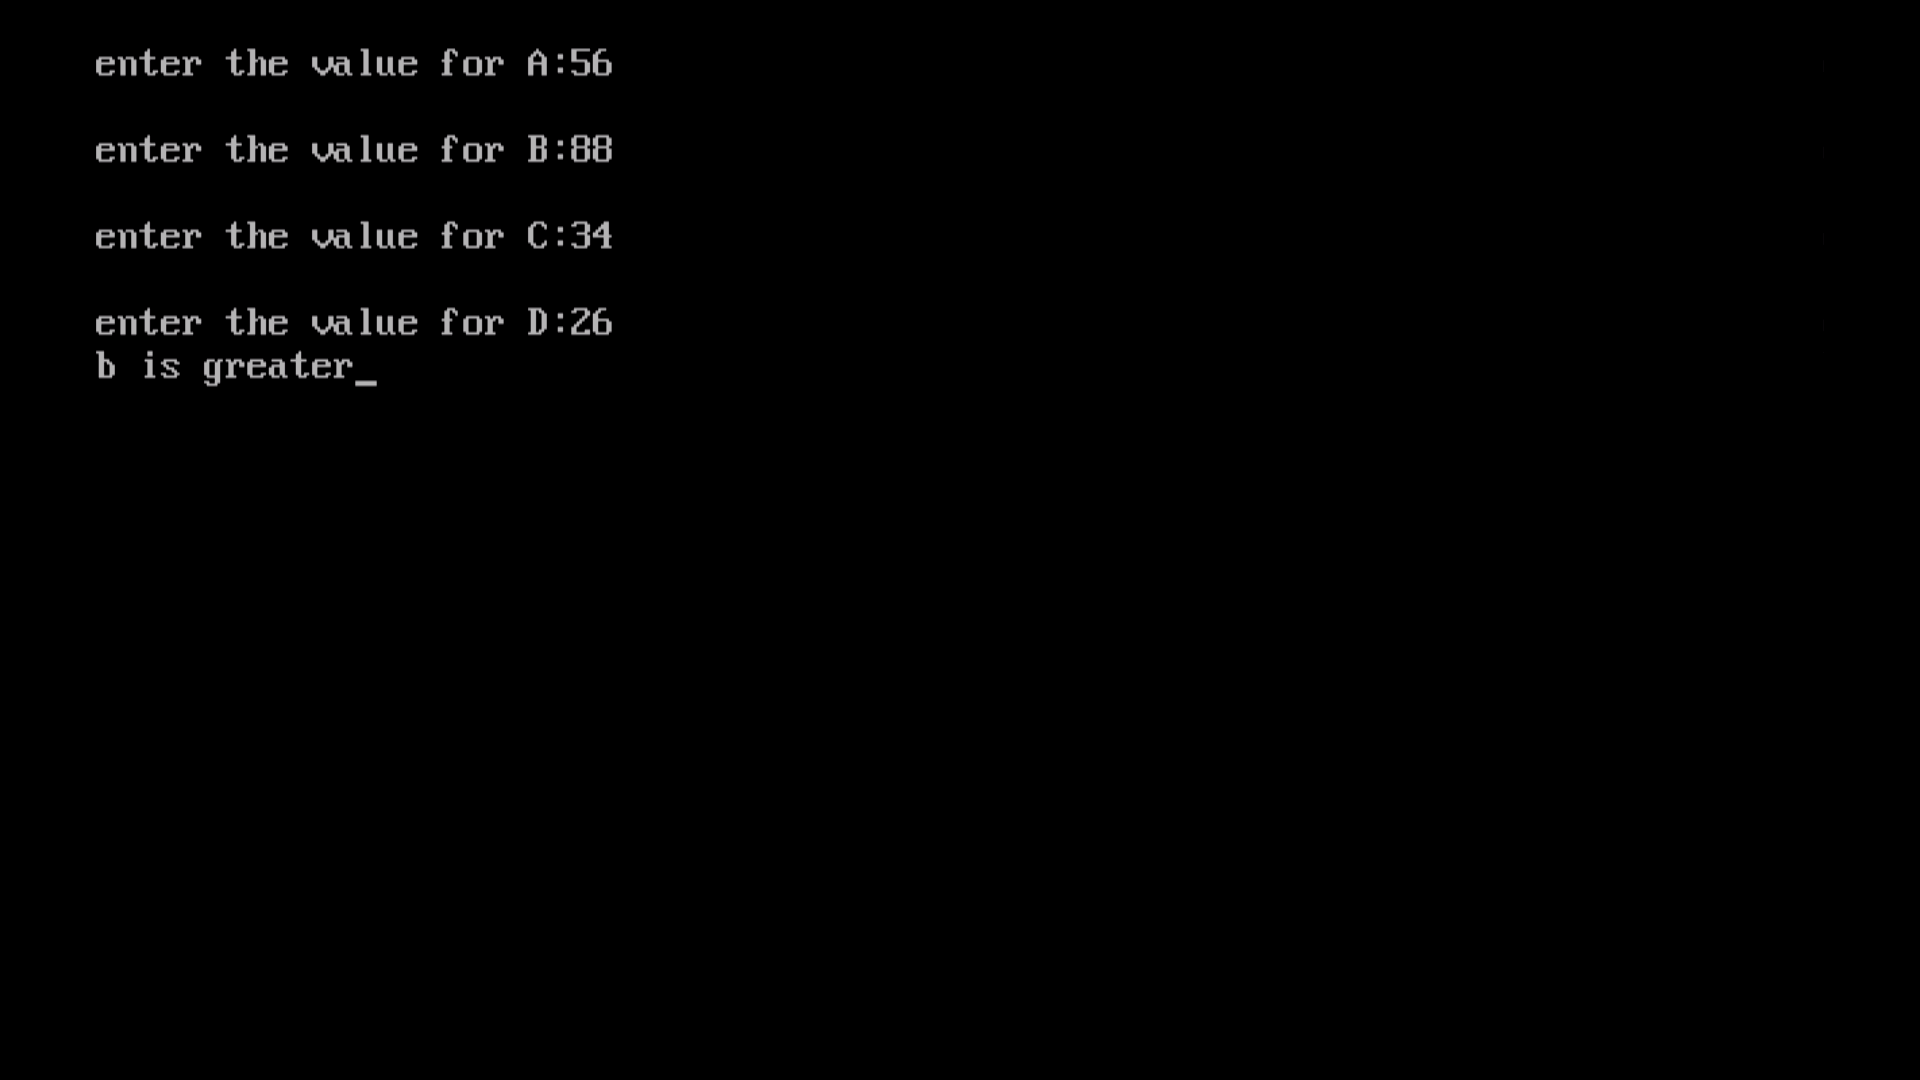 enter the value for A:56
enter the value for B:88
enter the value for C:34
enter the value for D:26
b is greater_